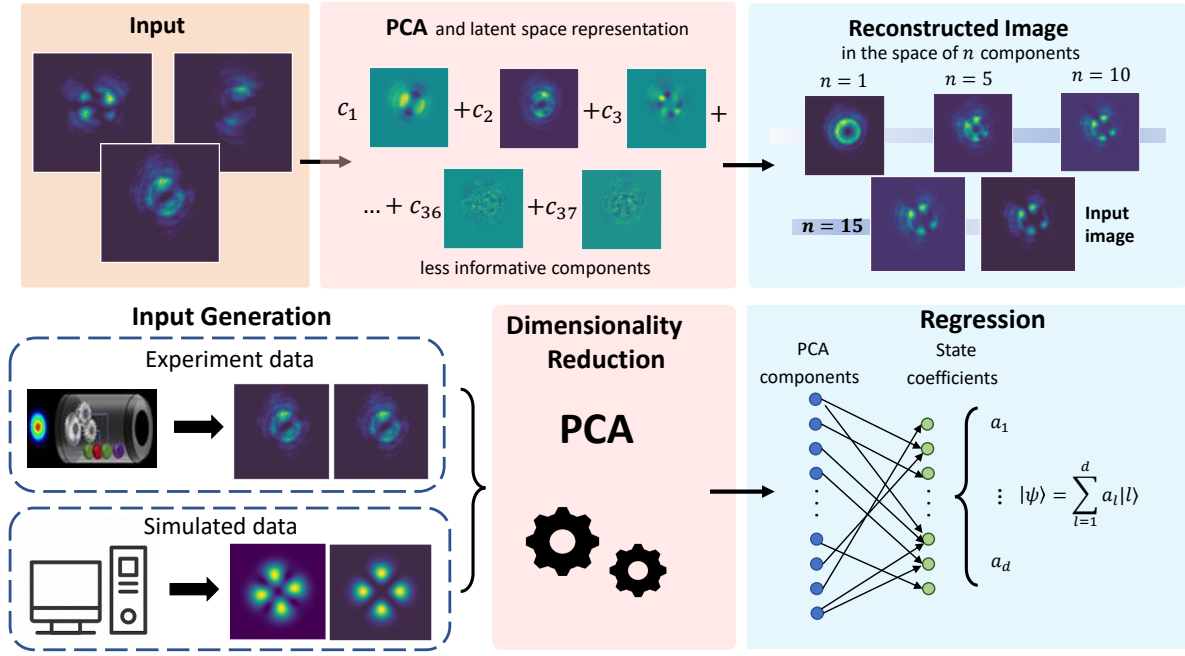 Input
PCA and latent space representation
c₁ +c₂ +c₃ +
... + c₃₆ +c₃₇
less informative components
Reconstructed Image
in the space of n components
n = 1
n = 5
n = 10
n = 15
Input
image
Input Generation
Experiment data
Simulated data
Dimensionality
Reduction
PCA
Regression
PCA
components
State
coefficients
a₁
⋮ |ψ⟩ = ∑_{l=1}^{d} a_l|l⟩
a_d